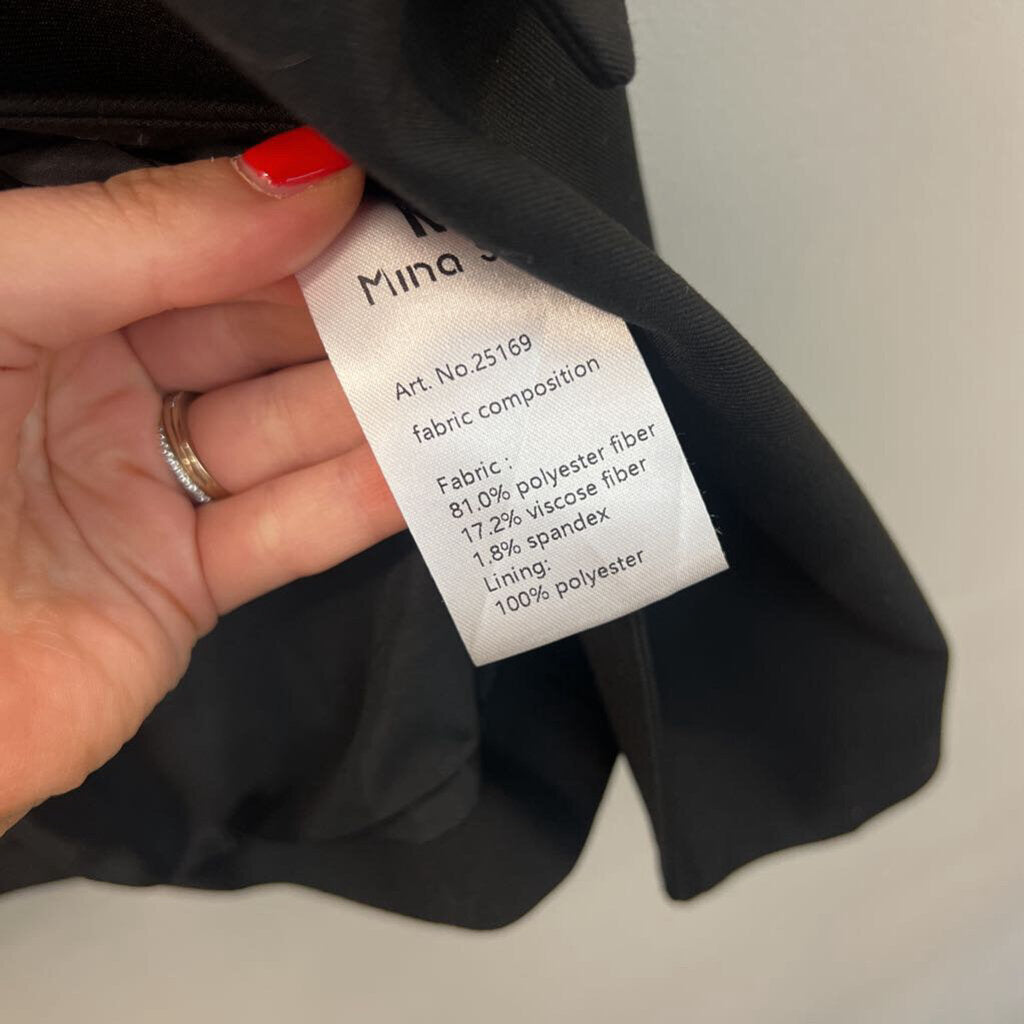 Mina
Art. No.25169
fabric composition
Fabric :
81.0% polyester fiber
17.2% viscose fiber
1.8% spandex
Lining:
100% polyester